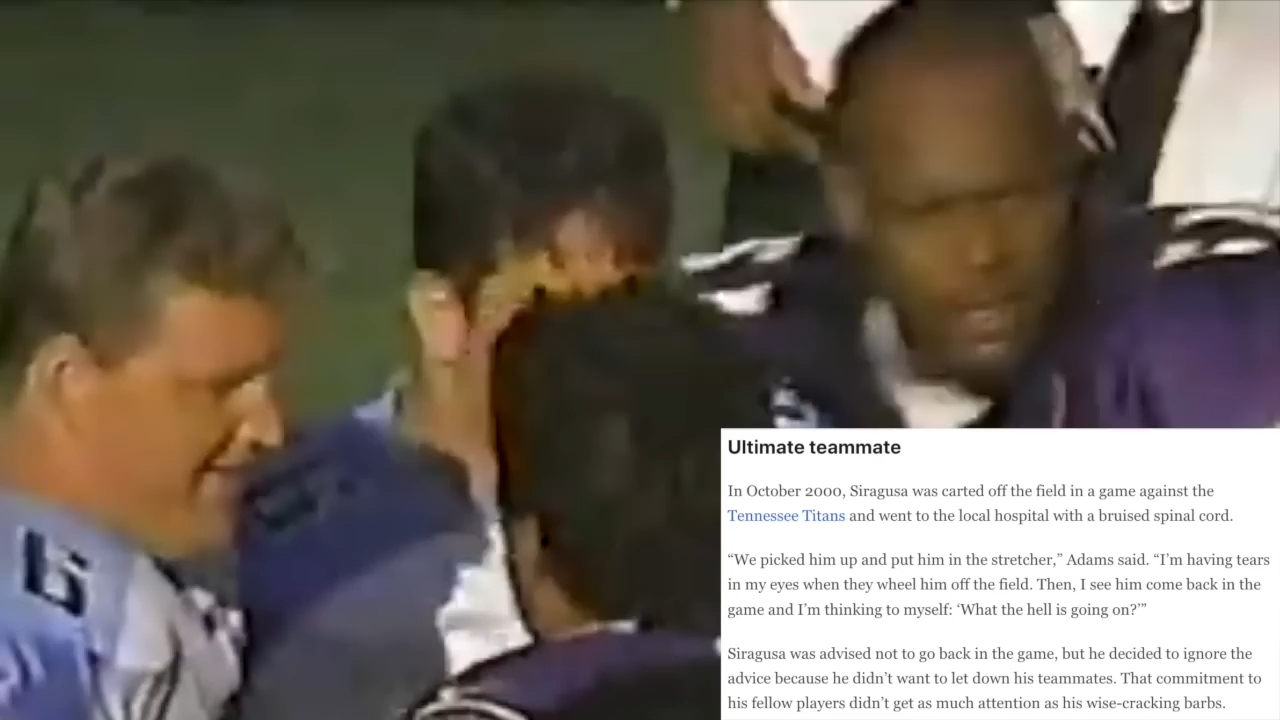 Ultimate teammate
In October 2000, Siragusa was carted off the field in a game against the
Tennessee Titans and went to the local hospital with a bruised spinal cord.
“We picked him up and put him in the stretcher,” Adams said. “I’m having tears
in my eyes when they wheel him off the field. Then, I see him come back in the
game and I’m thinking to myself: ‘What the hell is going on?’”
Siragusa was advised not to go back in the game, but he decided to ignore the
advice because he didn’t want to let down his teammates. That commitment to
his fellow players didn’t get as much attention as his wise-cracking barbs.